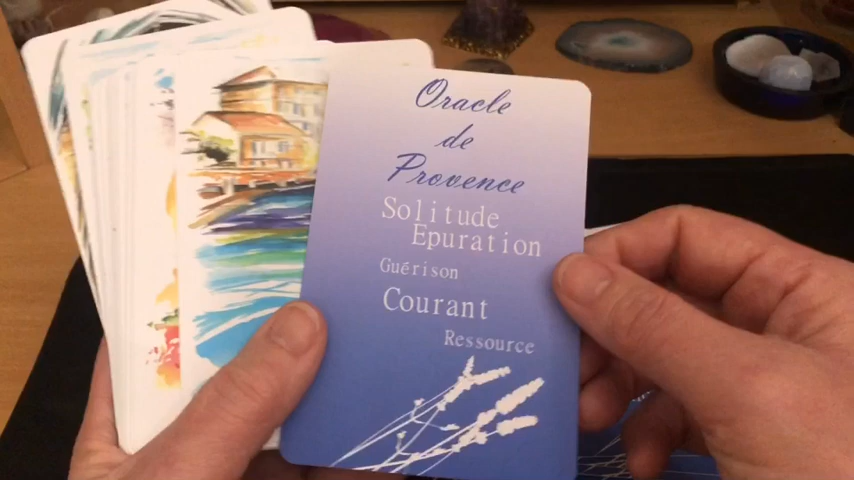 Oracle
de
Provence
Solitude
Epuration
Guérison
Courant
Ressource